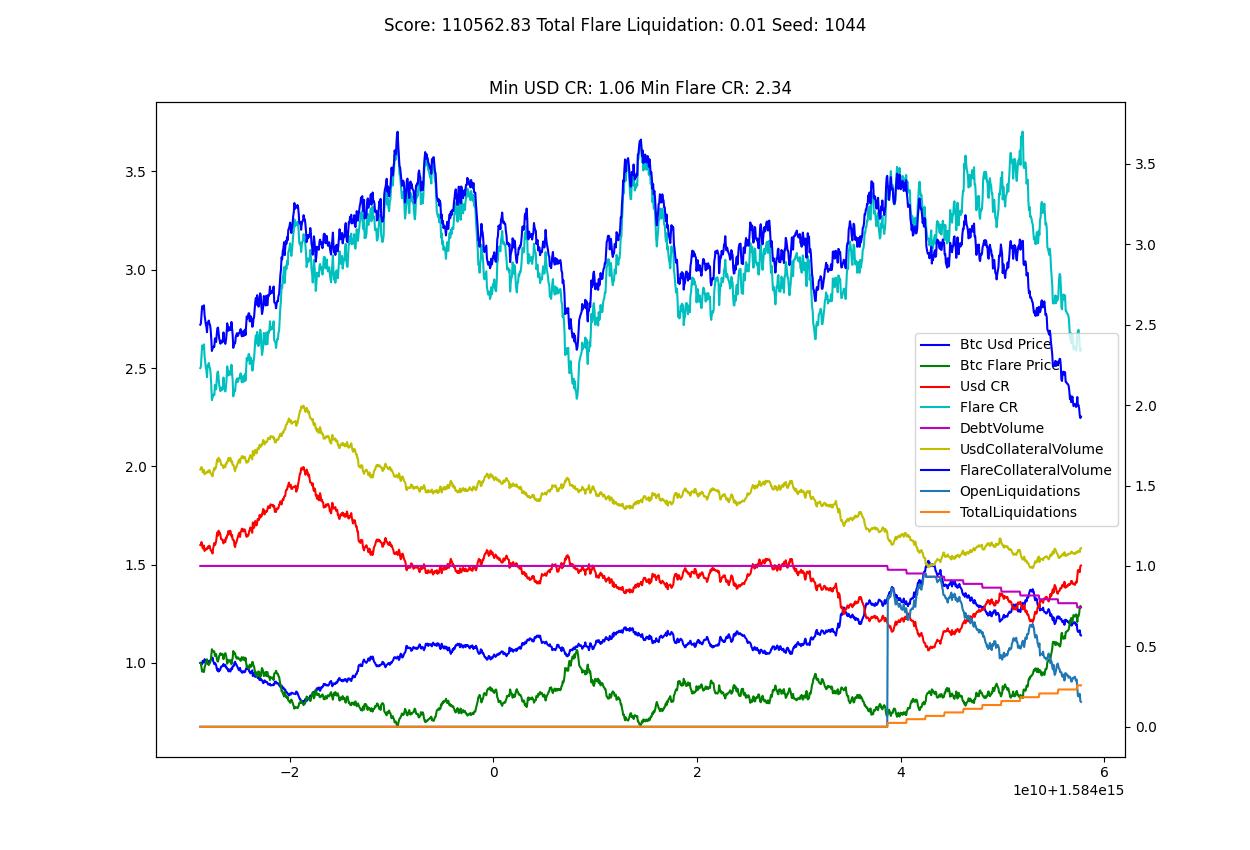 Score: 110562.83 Total Flare Liquidation: 0.01 Seed: 1044
Min USD CR: 1.06 Min Flare CR: 2.34
3.5
3.0
2.5
2.0
1.5
1.0
3.5
3.0
2.5
2.0
1.5
1.0
0.5
0.0
Btc Usd Price
Btc Flare Price
Usd CR
Flare CR
DebtVolume
UsdCollateralVolume
FlareCollateralVolume
OpenLiquidations
TotalLiquidations
−2 0 2 4 6
1e10+1.584e15